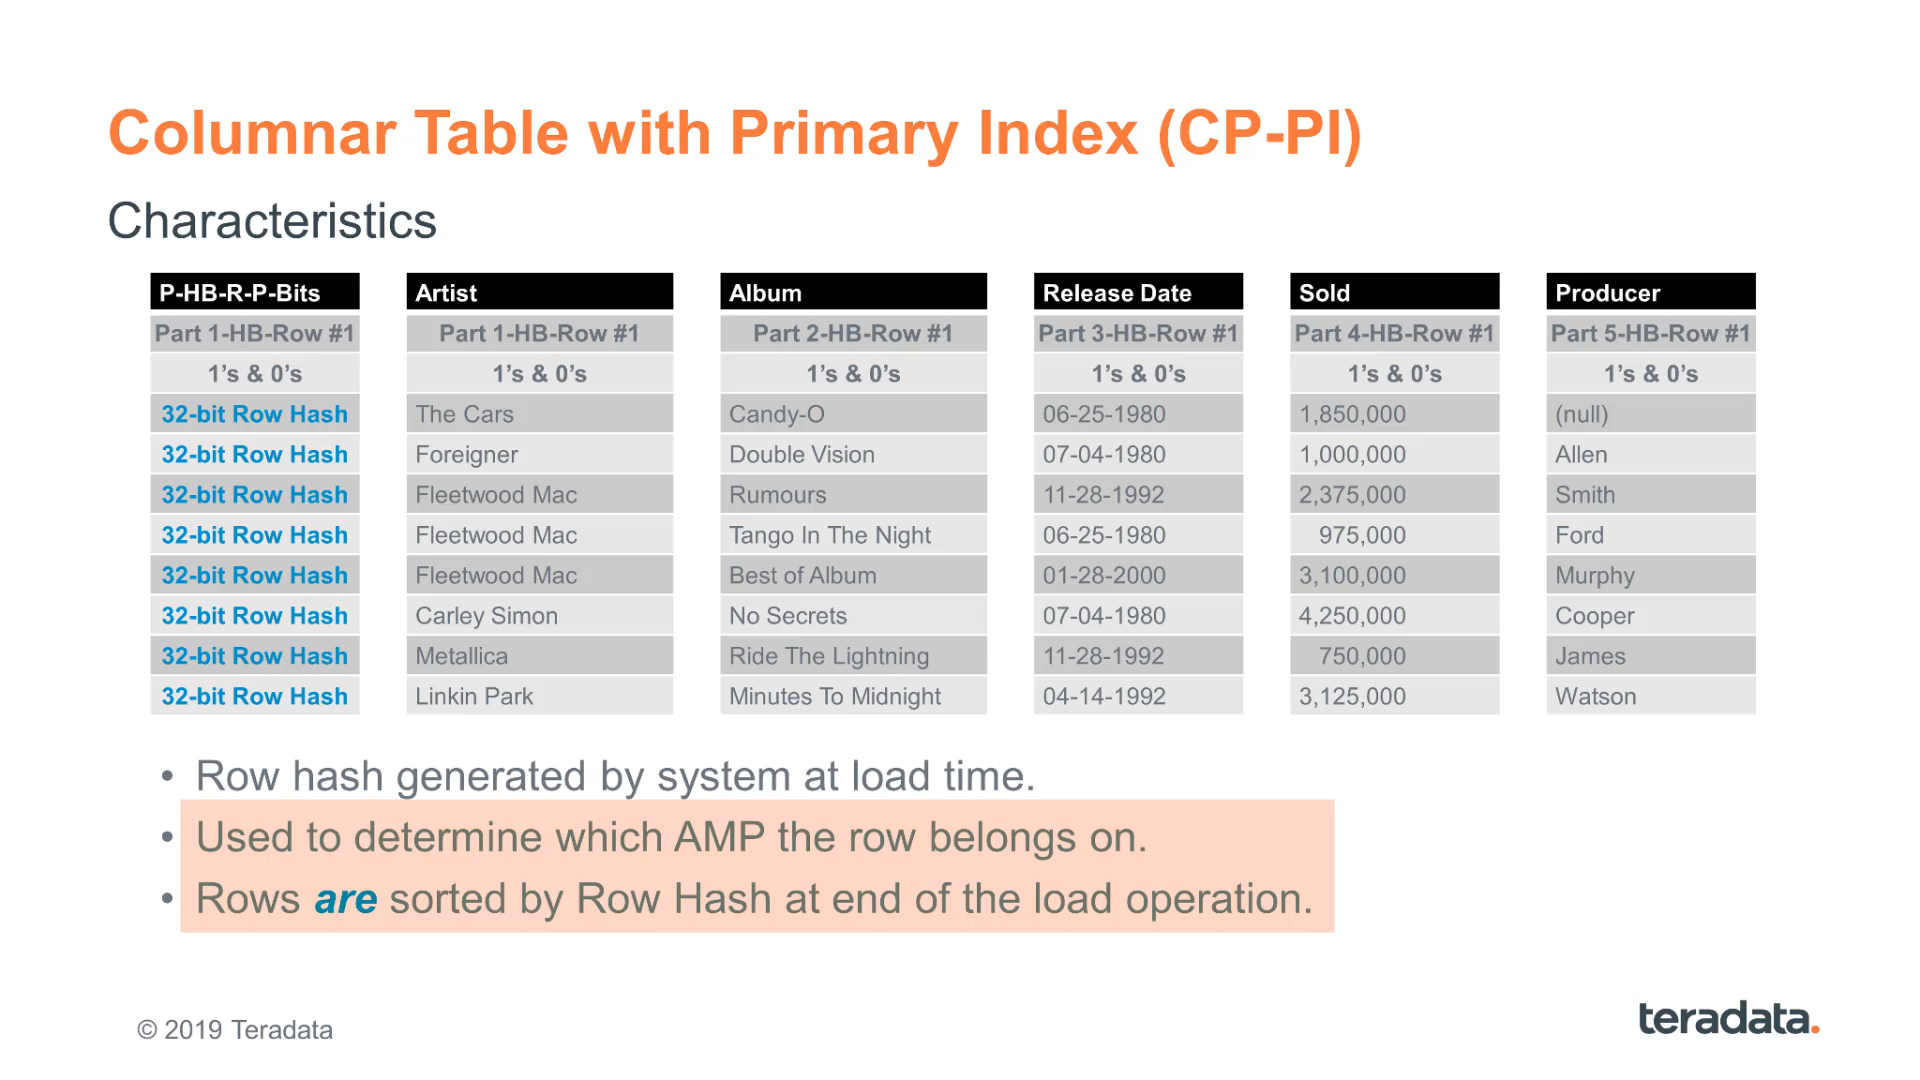 Columnar Table with Primary Index (CP-PI)
Characteristics
P-HB-R-P-Bits Artist Album Release Date Sold Producer
Part 1-HB-Row #1 Part 1-HB-Row #1 Part 2-HB-Row #1 Part 3-HB-Row #1 Part 4-HB-Row #1 Part 5-HB-Row #1
1’s & 0’s 1’s & 0’s 1’s & 0’s 1’s & 0’s 1’s & 0’s 1’s & 0’s
32-bit Row Hash The Cars Candy-O 06-25-1980 1,850,000 (null)
32-bit Row Hash Foreigner Double Vision 07-04-1980 1,000,000 Allen
32-bit Row Hash Fleetwood Mac Rumours 11-28-1992 2,375,000 Smith
32-bit Row Hash Fleetwood Mac Tango In The Night 06-25-1980 975,000 Ford
32-bit Row Hash Fleetwood Mac Best of Album 01-28-2000 3,100,000 Murphy
32-bit Row Hash Carley Simon No Secrets 07-04-1980 4,250,000 Cooper
32-bit Row Hash Metallica Ride The Lightning 11-28-1992 750,000 James
32-bit Row Hash Linkin Park Minutes To Midnight 04-14-1992 3,125,000 Watson
• Row hash generated by system at load time.
• Used to determine which AMP the row belongs on.
• Rows are sorted by Row Hash at end of the load operation.
© 2019 Teradata
teradata.